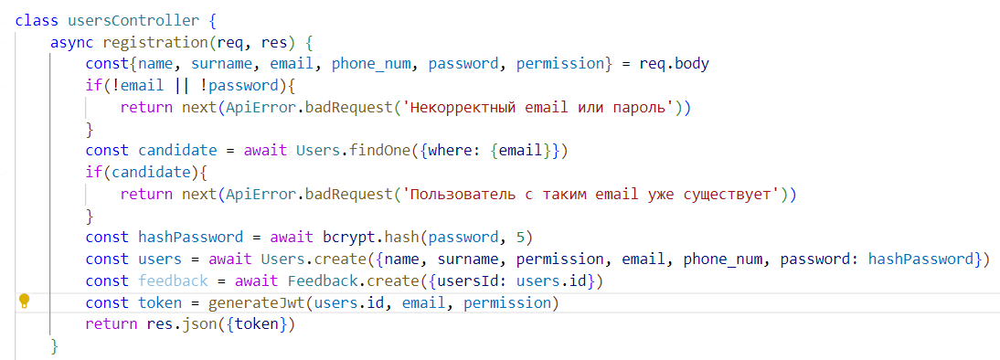 class usersController {
async registration(req, res) {
const{name, surname, email, phone_num, password, permission} = req.body
if(!email || !password){
return next(ApiError.badRequest('Некорректный email или пароль'))
}
const candidate = await Users.findOne({where: {email}})
if(candidate){
return next(ApiError.badRequest('Пользователь с таким email уже существует'))
}
const hashPassword = await bcrypt.hash(password, 5)
const users = await Users.create({name, surname, permission, email, phone_num, password: hashPassword})
const feedback = await Feedback.create({usersId: users.id})
const token = generateJwt(users.id, email, permission)
return res.json({token})
}